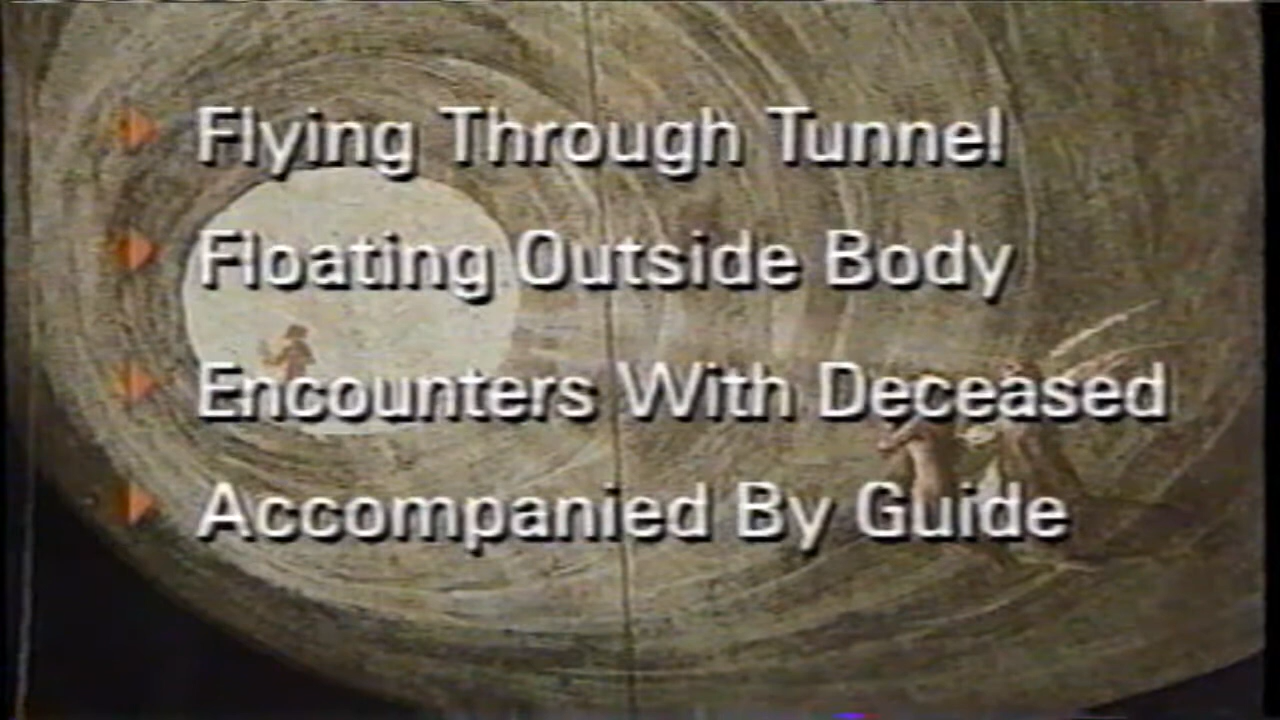 Flying Through Tunnel
Floating Outside Body
Encounters With Deceased
Accompanied By Guide